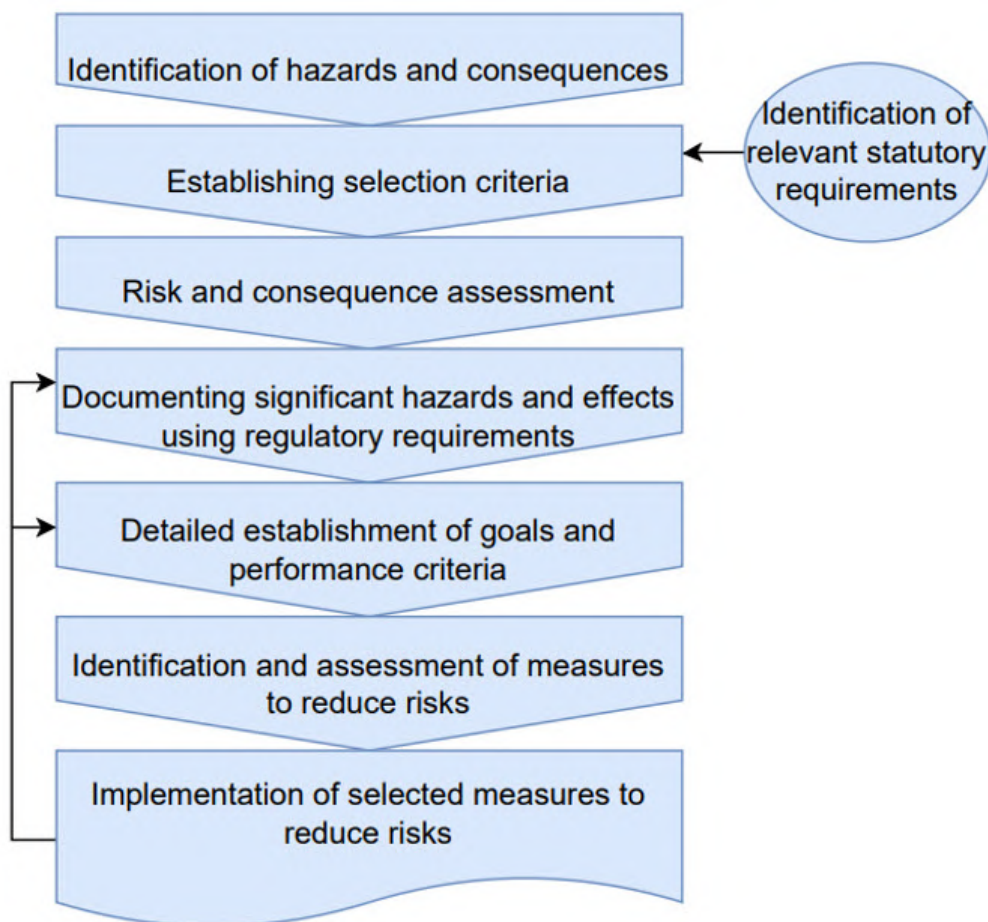 Identification of hazards and consequences
Identification of
relevant statutory
requirements
Establishing selection criteria
Risk and consequence assessment
Documenting significant hazards and effects
using regulatory requirements
Detailed establishment of goals and
performance criteria
Identification and assessment of measures
to reduce risks
Implementation of selected measures to
reduce risks